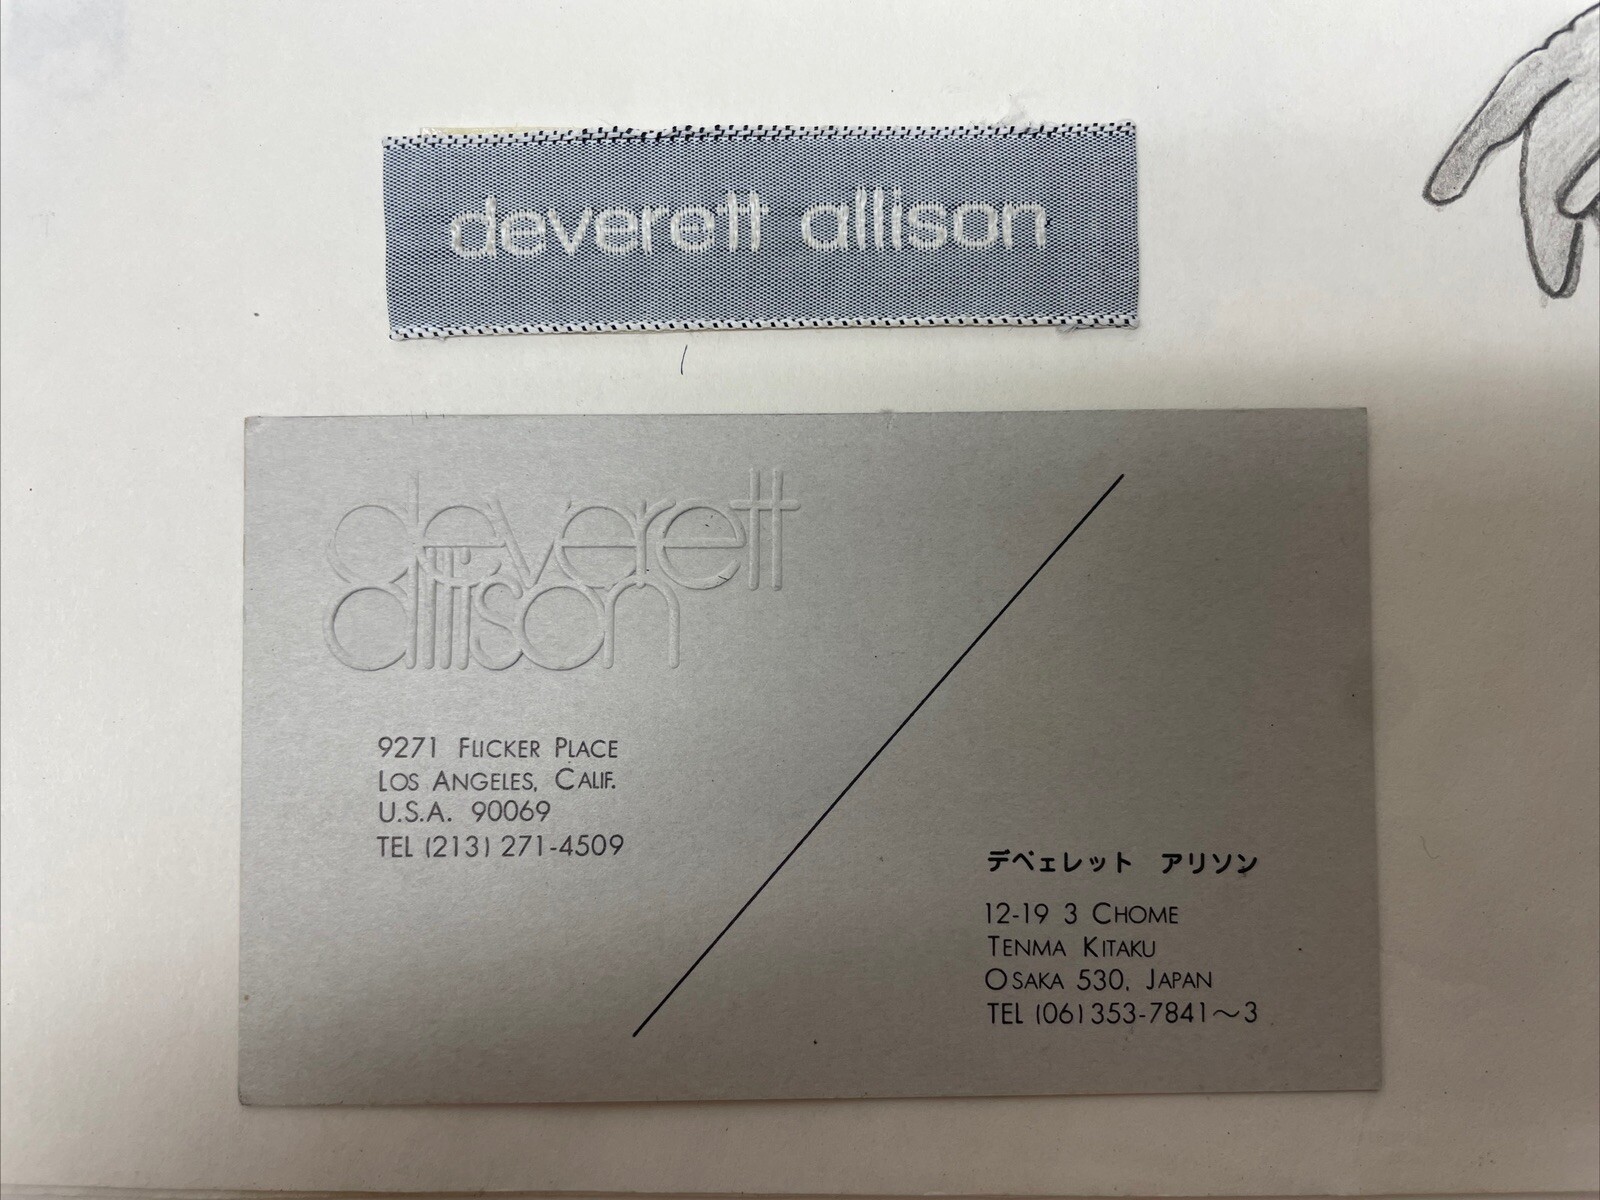 deverett allison
deverett
allison
9271 Flicker Place
Los Angeles, Calif.
U.S.A. 90069
TEL (213) 271-4509
デベェレット アリソン
12-19 3 Chome
Tenma Kitaku
Osaka 530, Japan
TEL (06) 353-7841～3